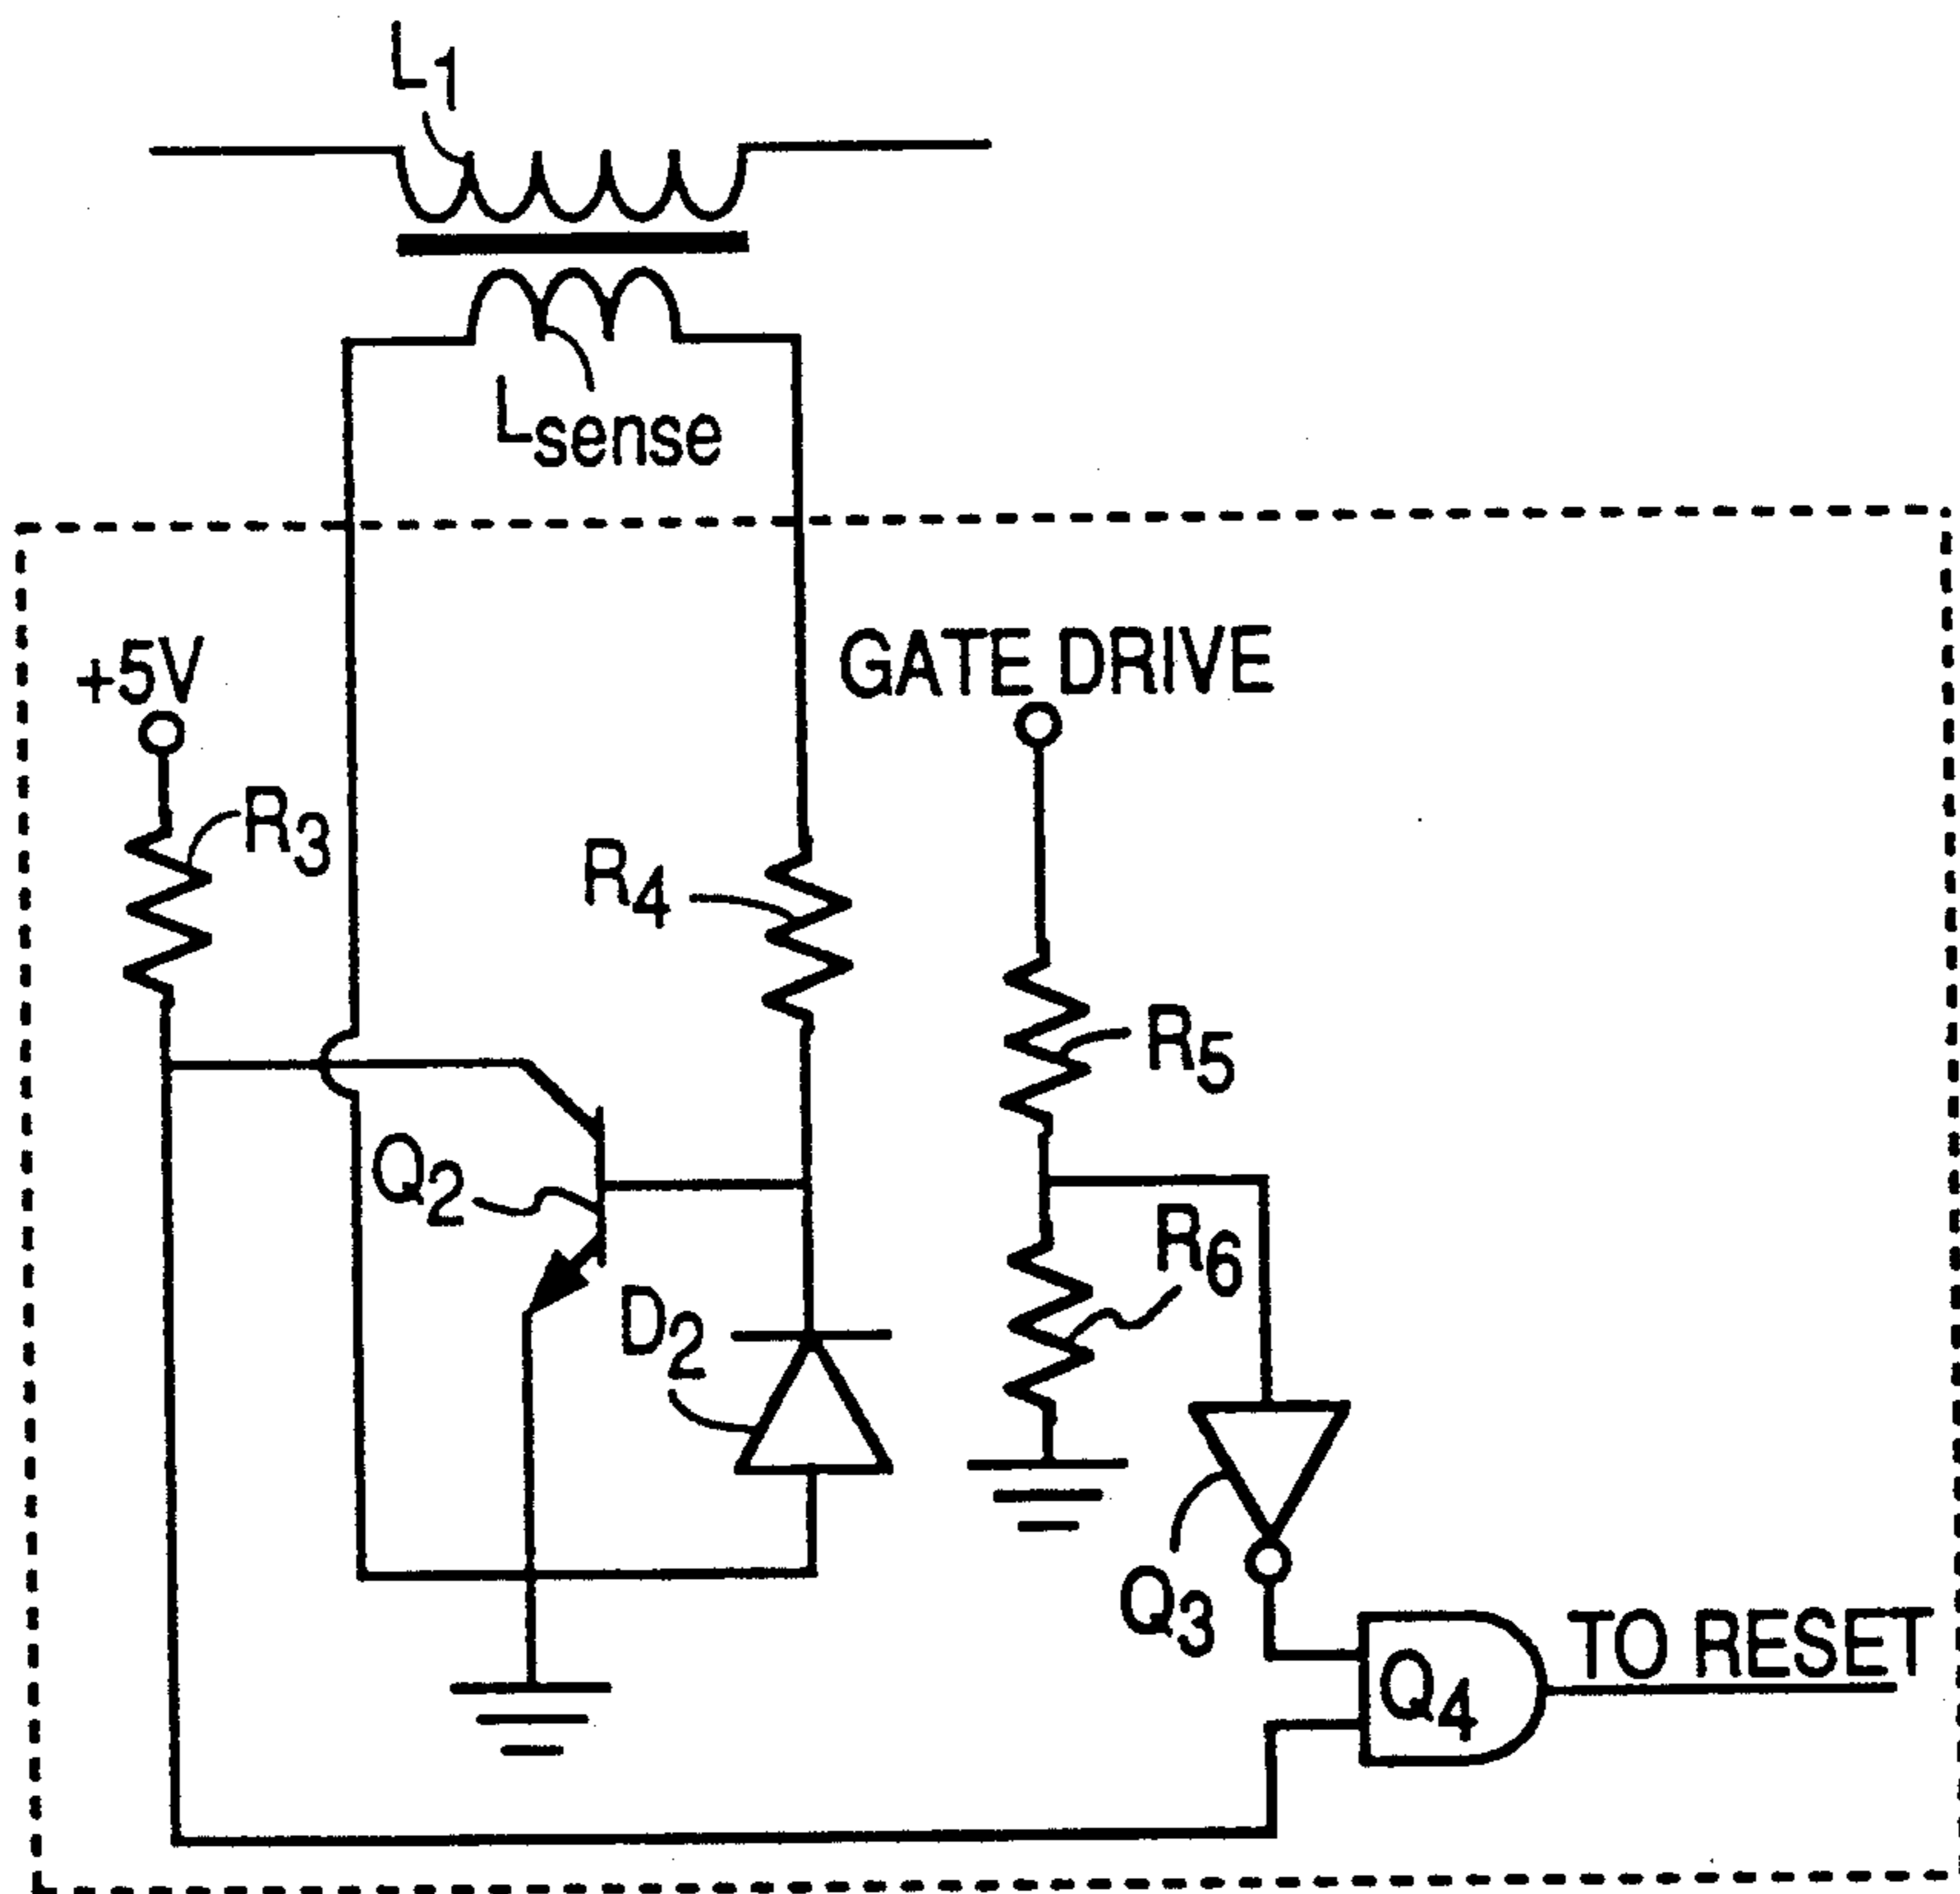 L1
Lsense
+5V
GATE DRIVE
R3
R4
R5
Q2
R6
D2
Q3
Q4
TO RESET